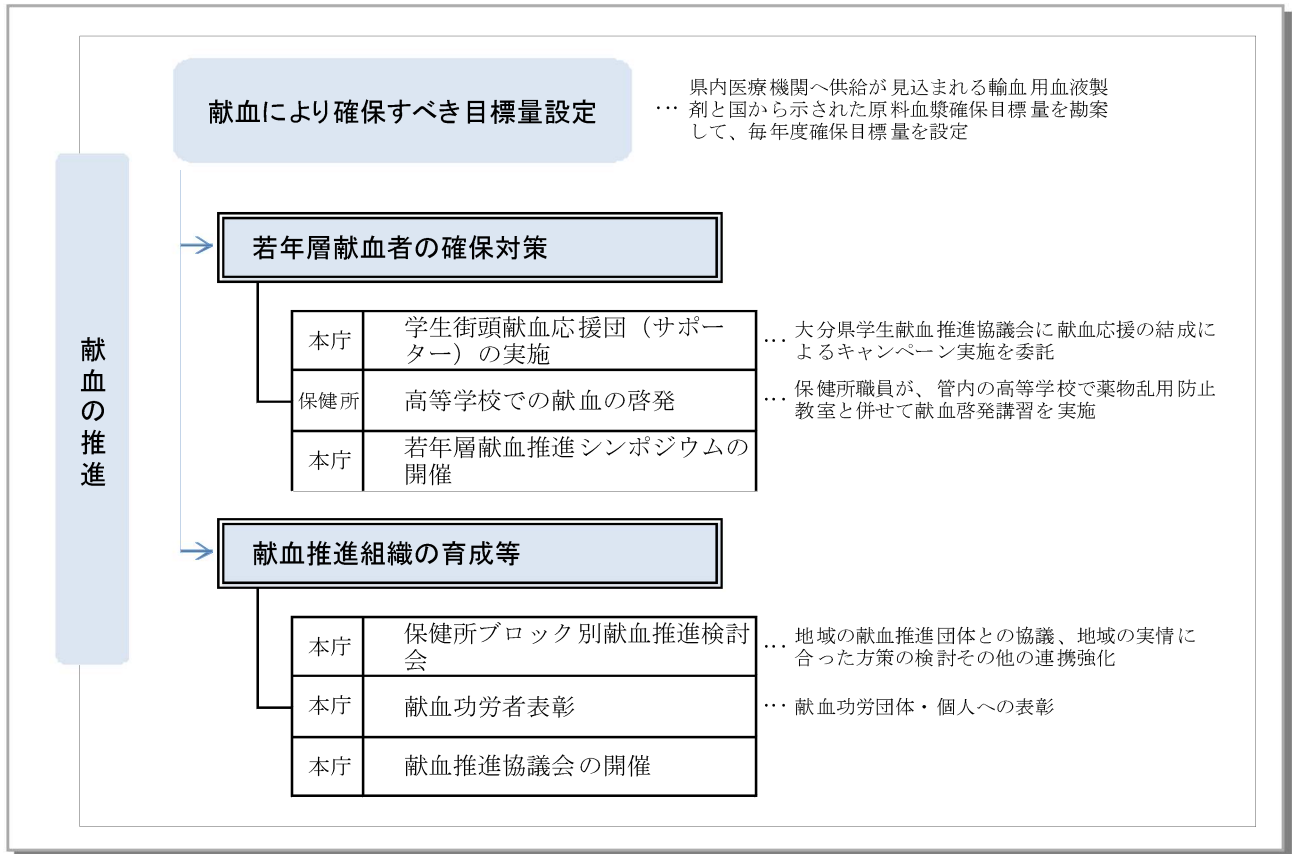 献血の推進
献血により確保すべき目標量設定
… 県内医療機関へ供給が見込まれる輸血用血液製
剤と国から示された原料血漿確保目標量を勘案
して、毎年度確保目標量を設定
若年層献血者の確保対策
本庁
学生街頭献血応援団（サポー
ター）の実施
… 大分県学生献血推進協議会に献血応援の結成に
よるキャンペーン実施を委託
保健所
高等学校での献血の啓発
… 保健所職員が、管内の高等学校で薬物乱用防止
教室と併せて献血啓発講習を実施
本庁
若年層献血推進シンポジウムの
開催
献血推進組織の育成等
本庁
保健所ブロック別献血推進検討
会
… 地域の献血推進団体との協議、地域の実情に
合った方策の検討その他の連携強化
本庁
献血功労者表彰
… 献血功労団体・個人への表彰
本庁
献血推進協議会の開催